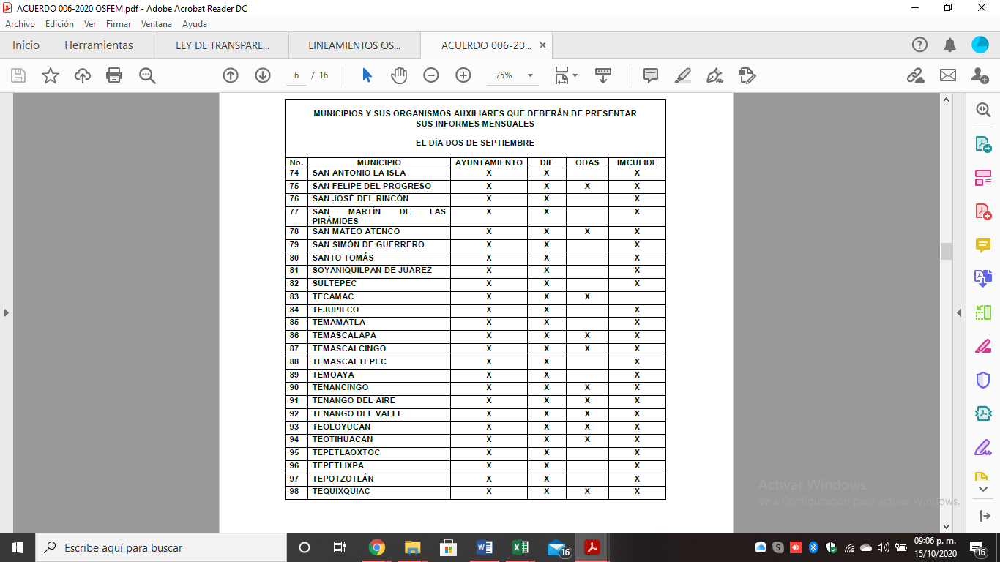 ACUERDO 006-2020 OSFEM.pdf - Adobe Acrobat Reader DC
Archivo Edición Ver Firmar Ventana Ayuda
Inicio Herramientas LEY DE TRANSPARE... LINEAMIENTOS OS... ACUERDO 006-20... ×
6 / 16 75%
MUNICIPIOS Y SUS ORGANISMOS AUXILIARES QUE DEBERÁN DE PRESENTAR
SUS INFORMES MENSUALES
EL DÍA DOS DE SEPTIEMBRE
No. MUNICIPIO AYUNTAMIENTO DIF ODAS IMCUFIDE
74 SAN ANTONIO LA ISLA X X X
75 SAN FELIPE DEL PROGRESO X X X X
76 SAN JOSÉ DEL RINCÓN X X X
77 SAN MARTÍN DE LAS X X X
PIRÁMIDES
78 SAN MATEO ATENCO X X X X
79 SAN SIMÓN DE GUERRERO X X X
80 SANTO TOMÁS X X X
81 SOYANIQUILPAN DE JUÁREZ X X X
82 SULTEPEC X X X
83 TECAMAC X X X
84 TEJUPILCO X X X
85 TEMAMATLA X X X
86 TEMASCALAPA X X X X
87 TEMASCALCINGO X X X X
88 TEMASCALTEPEC X X X
89 TEMOAYA X X X
90 TENANCINGO X X X X
91 TENANGO DEL AIRE X X X X
92 TENANGO DEL VALLE X X X X
93 TEOLOYUCAN X X X X
94 TEOTIHUACÁN X X X X
95 TEPETLAOXTOC X X X
96 TEPETLIXPA X X X
97 TEPOTZOTLÁN X X X
98 TEQUIXQUIAC X X X X
Activar Windows
Ve a Configuración para activar Windows.
Escribe aquí para buscar
16
09:06 p. m.
15/10/2020
16